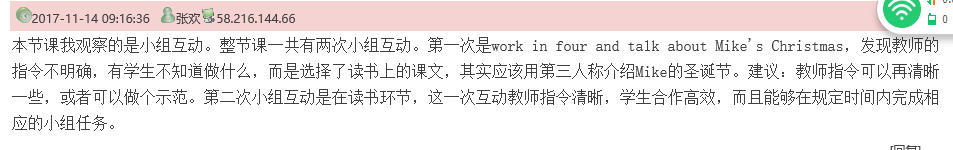 2017-11-14 09:16:36 张欢 58.216.144.66
本节课我观察的是小组互动。整节课一共有两次小组互动。第一次是work in four and talk about Mike's Christmas，发现教师的
指令不明确，有学生不知道做什么，而是选择了读书上的课文，其实应该用第三人称介绍Mike的圣诞节。建议：教师指令可以再清晰
一些，或者可以做个示范。第二次小组互动是在读书环节，这一次互动教师指令清晰，学生合作高效，而且能够在规定时间内完成相
应的小组任务。